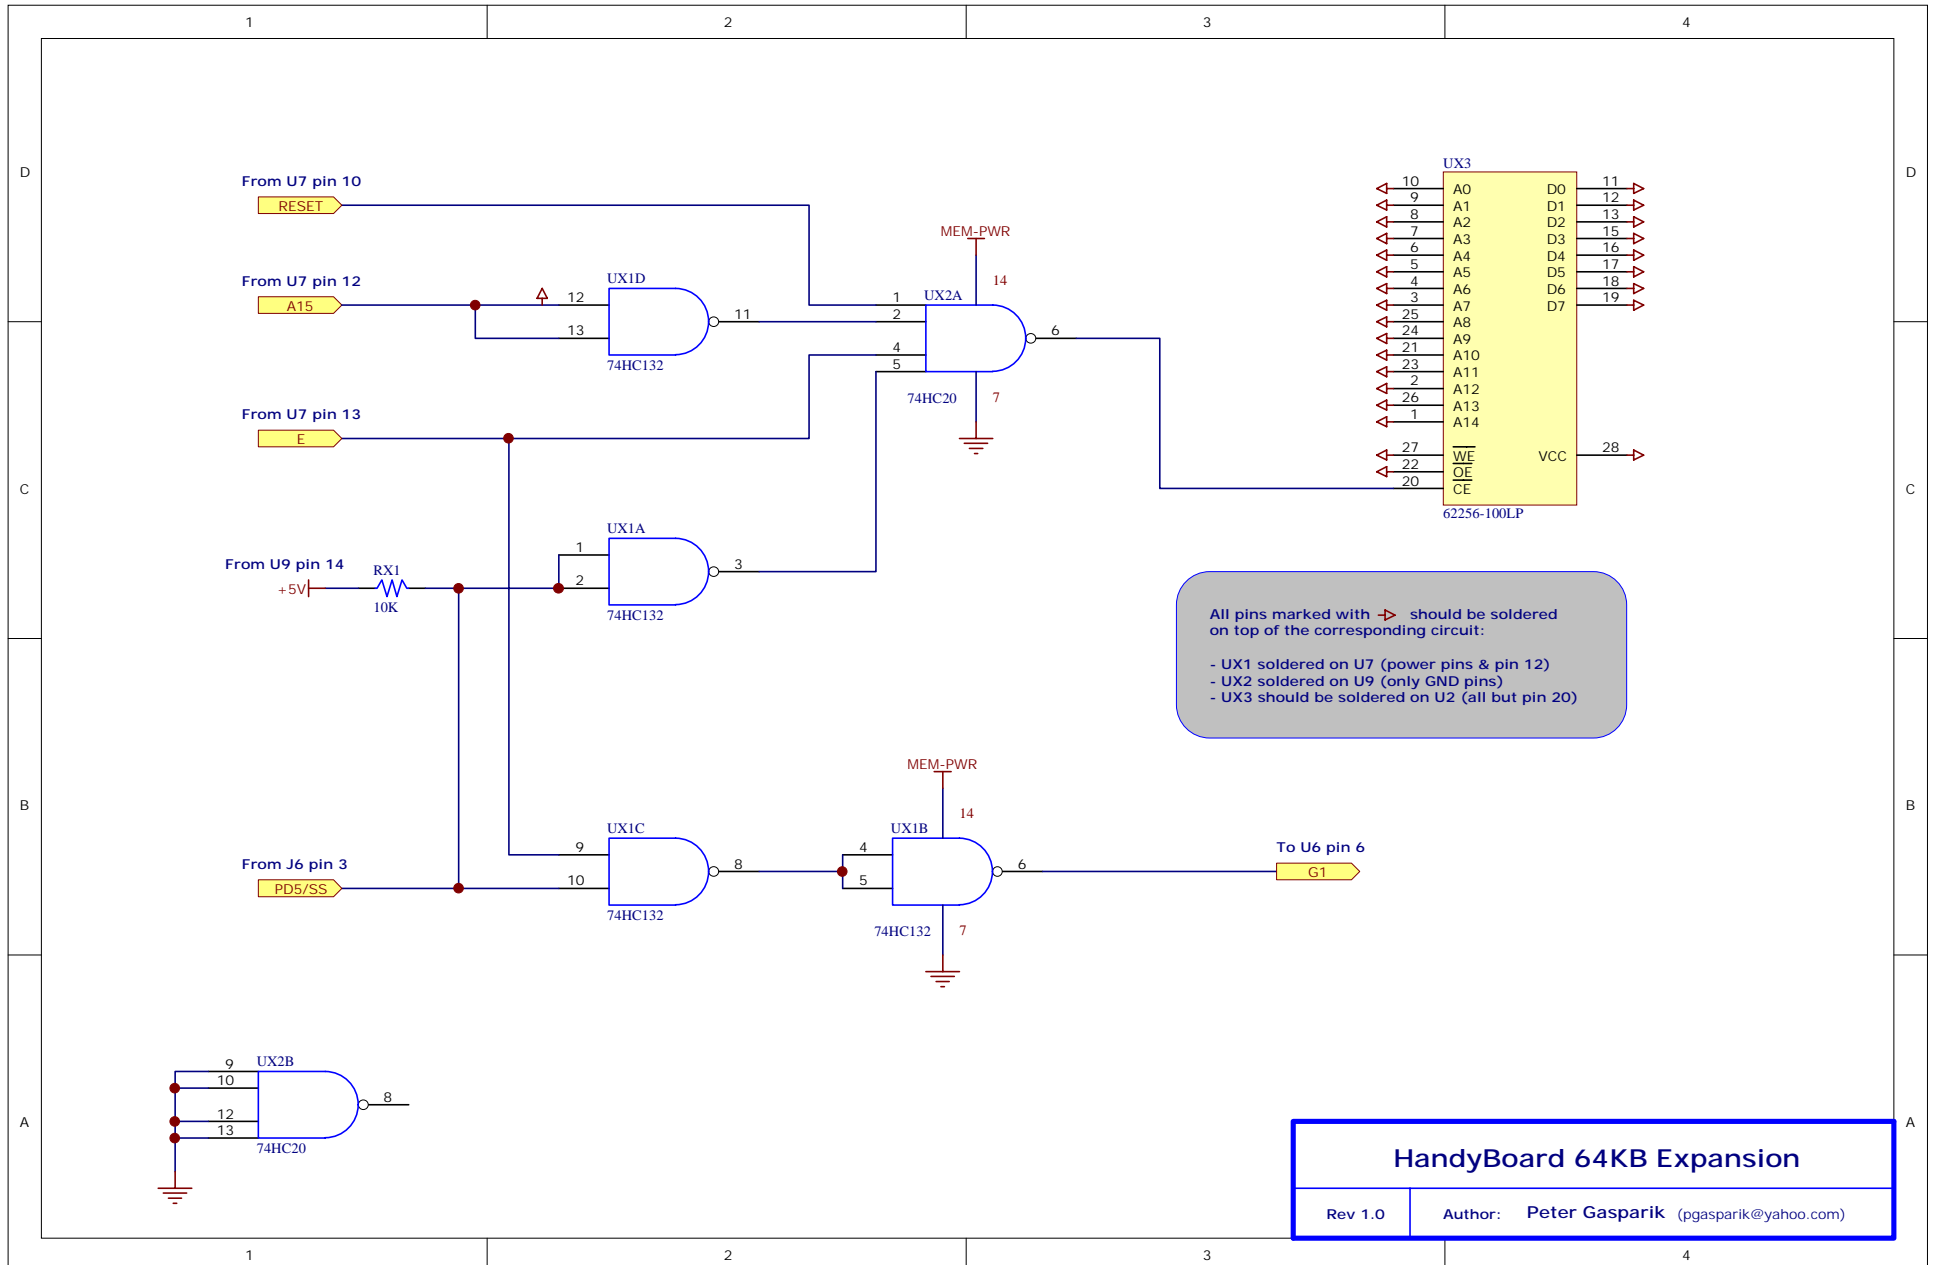 1
2
3
4
D
D
From U7 pin 10
RESET
From U7 pin 12
A15
UX1D
12
13
11
74HC132
MEM-PWR
14
1
2
4
5
UX2A
6
74HC20
7
UX3
10 A0
9 A1
8 A2
7 A3
6 A4
5 A5
4 A6
3 A7
25 A8
24 A9
21 A10
23 A11
2 A12
26 A13
1 A14
27 WE
22 OE
20 CE
D0 11
D1 12
D2 13
D3 15
D4 16
D5 17
D6 18
D7 19
VCC 28
62256-100LP
From U7 pin 13
E
C
C
From U9 pin 14
+5V
RX1
10K
UX1A
1
2
3
74HC132
All pins marked with should be soldered
on top of the corresponding circuit:
- UX1 soldered on U7 (power pins & pin 12)
- UX2 soldered on U9 (only GND pins)
- UX3 should be soldered on U2 (all but pin 20)
B
B
From J6 pin 3
PD5/SS
UX1C
9
10
8
74HC132
MEM-PWR
14
UX1B
4
5
6
74HC132
7
To U6 pin 6
G1
A
A
UX2B
9
10
12
13
8
74HC20
HandyBoard 64KB Expansion
Rev 1.0
Author: Peter Gasparik (pgasparik@yahoo.com)
1
2
3
4